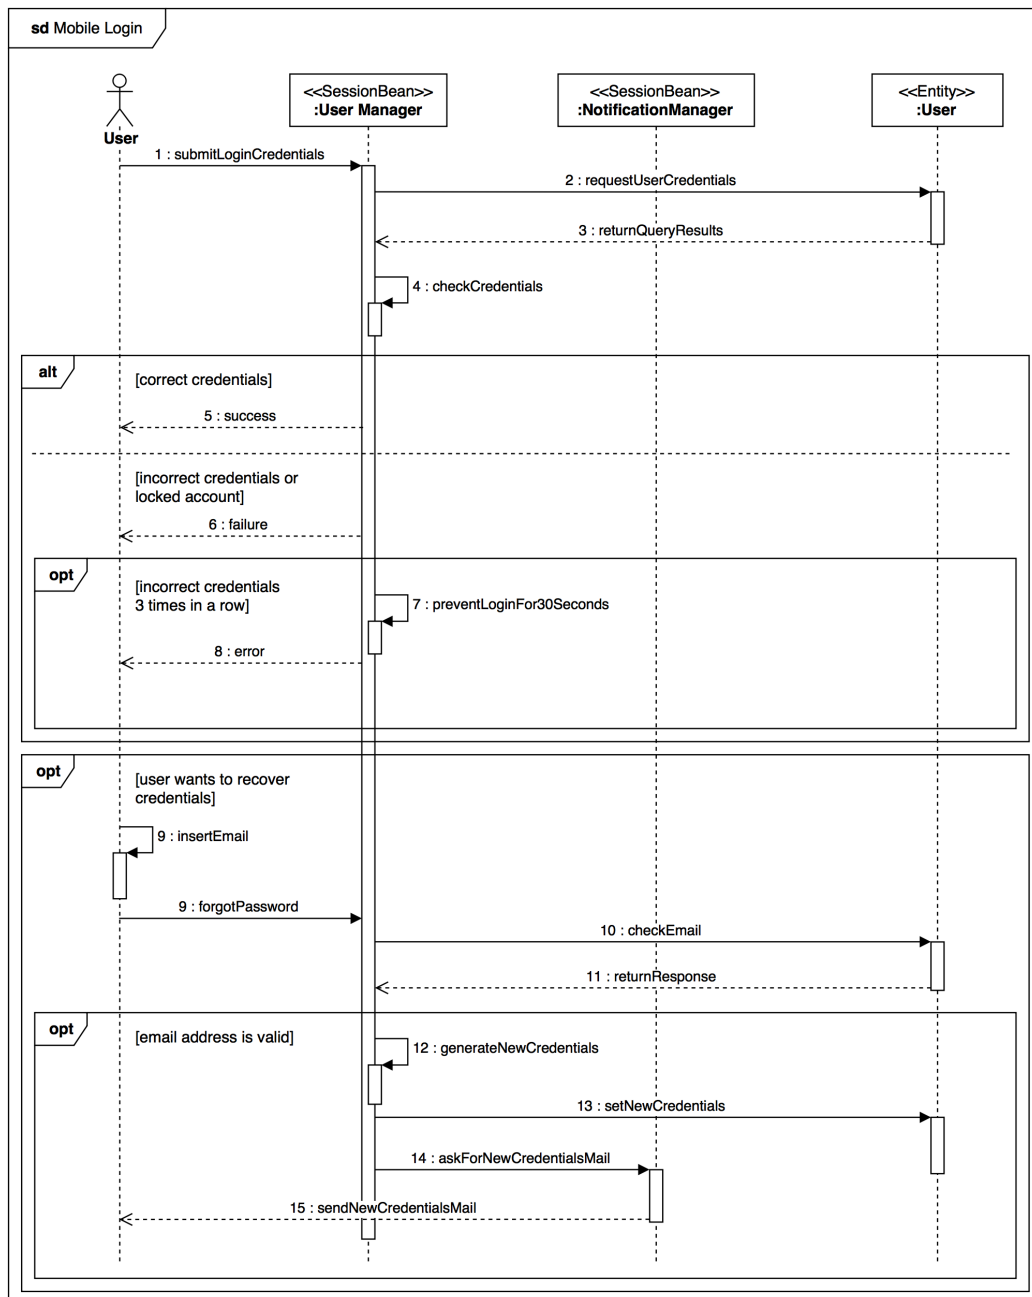 sd Mobile Login
<<SessionBean>>
:User Manager
<<SessionBean>>
:NotificationManager
<<Entity>>
:User
User
1 : submitLoginCredentials
2 : requestUserCredentials
3 : returnQueryResults
4 : checkCredentials
alt
[correct credentials]
5 : success
[incorrect credentials or
locked account]
6 : failure
opt
[incorrect credentials
3 times in a row]
7 : preventLoginFor30Seconds
8 : error
opt
[user wants to recover
credentials]
9 : insertEmail
9 : forgotPassword
10 : checkEmail
11 : returnResponse
opt
[email address is valid]
12 : generateNewCredentials
13 : setNewCredentials
14 : askForNewCredentialsMail
15 : sendNewCredentialsMail